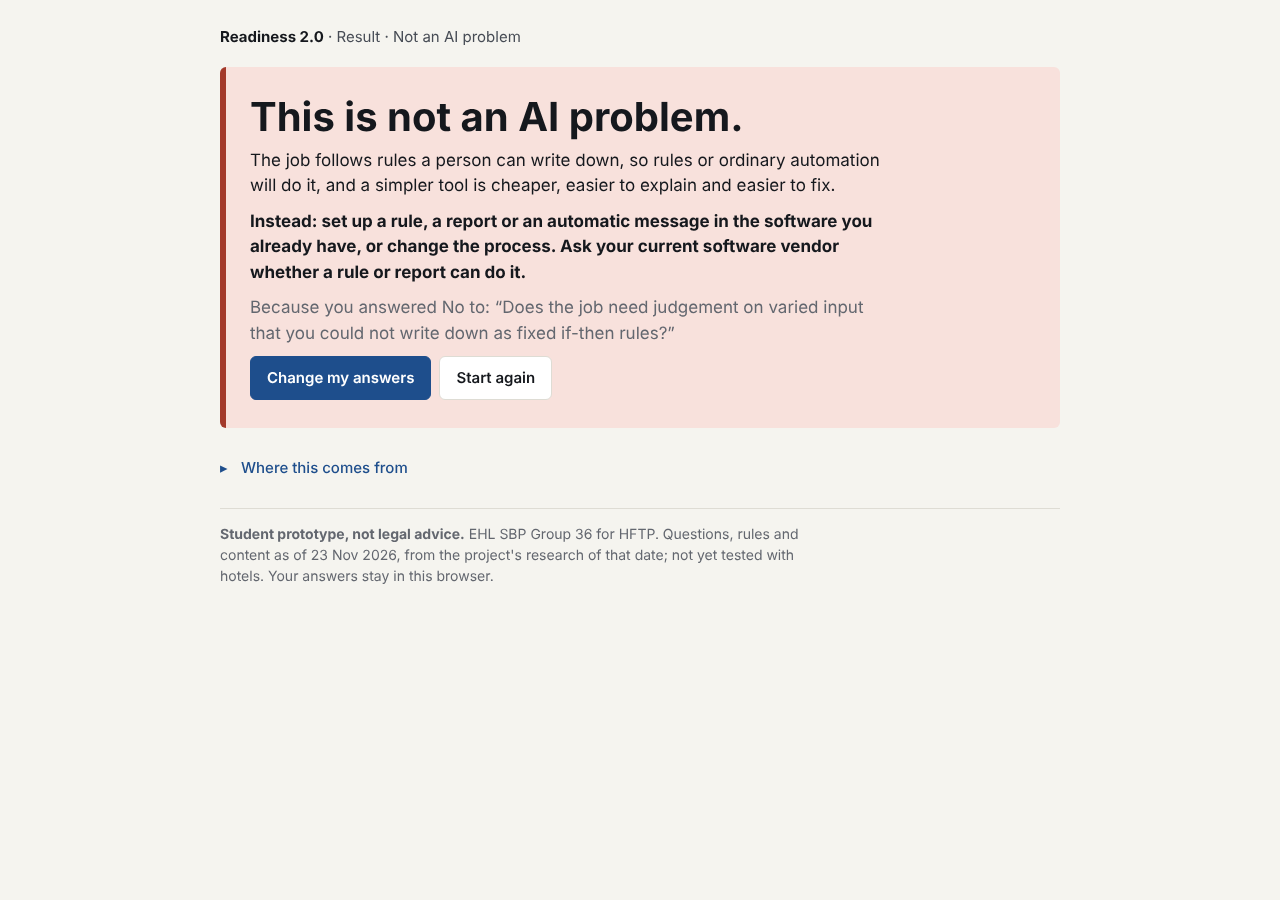 Readiness 2.0 · Result · Not an AI problem
This is not an AI problem.
The job follows rules a person can write down, so rules or ordinary automation
will do it, and a simpler tool is cheaper, easier to explain and easier to fix.
Instead: set up a rule, a report or an automatic message in the software you
already have, or change the process. Ask your current software vendor
whether a rule or report can do it.
Because you answered No to: “Does the job need judgement on varied input
that you could not write down as fixed if-then rules?”
Change my answers
Start again
▸ Where this comes from
Student prototype, not legal advice. EHL SBP Group 36 for HFTP. Questions, rules and
content as of 23 Nov 2026, from the project's research of that date; not yet tested with
hotels. Your answers stay in this browser.